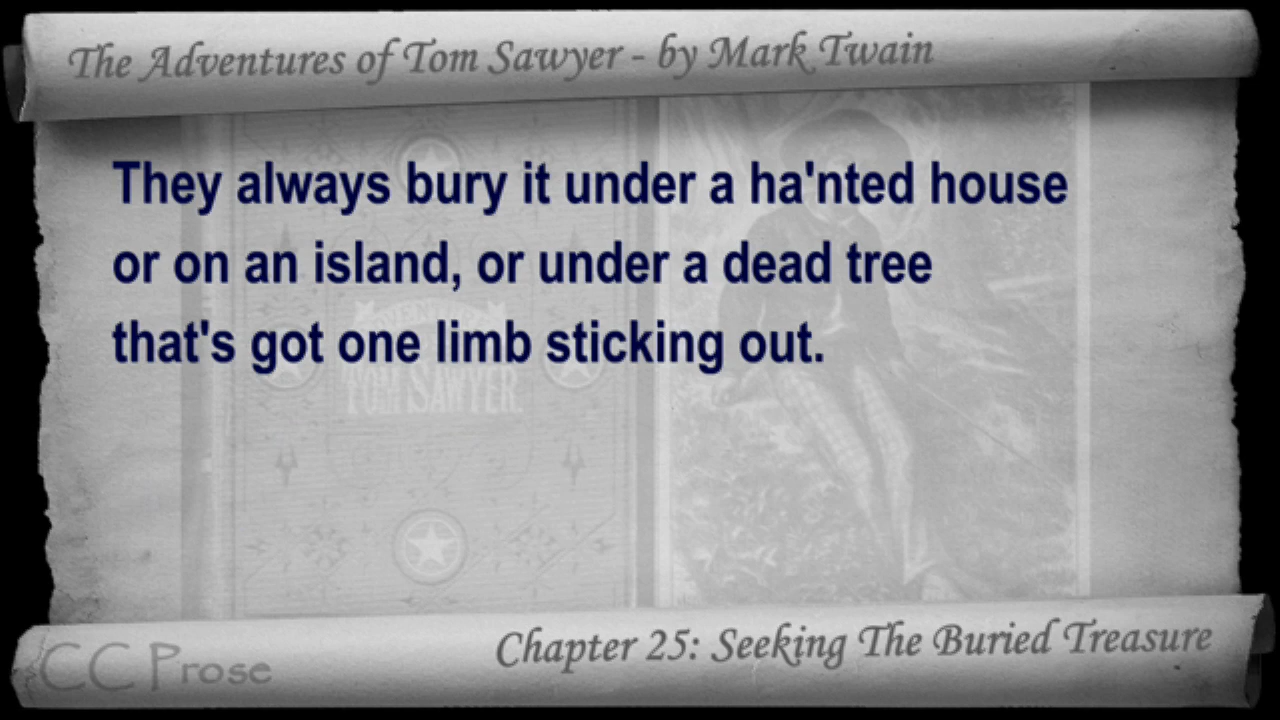 The Adventures of Tom Sawyer - by Mark Twain
They always bury it under a ha'nted house
or on an island, or under a dead tree
that's got one limb sticking out.
TOM SAWYER.
Chapter 25: Seeking The Buried Treasure
CC Prose